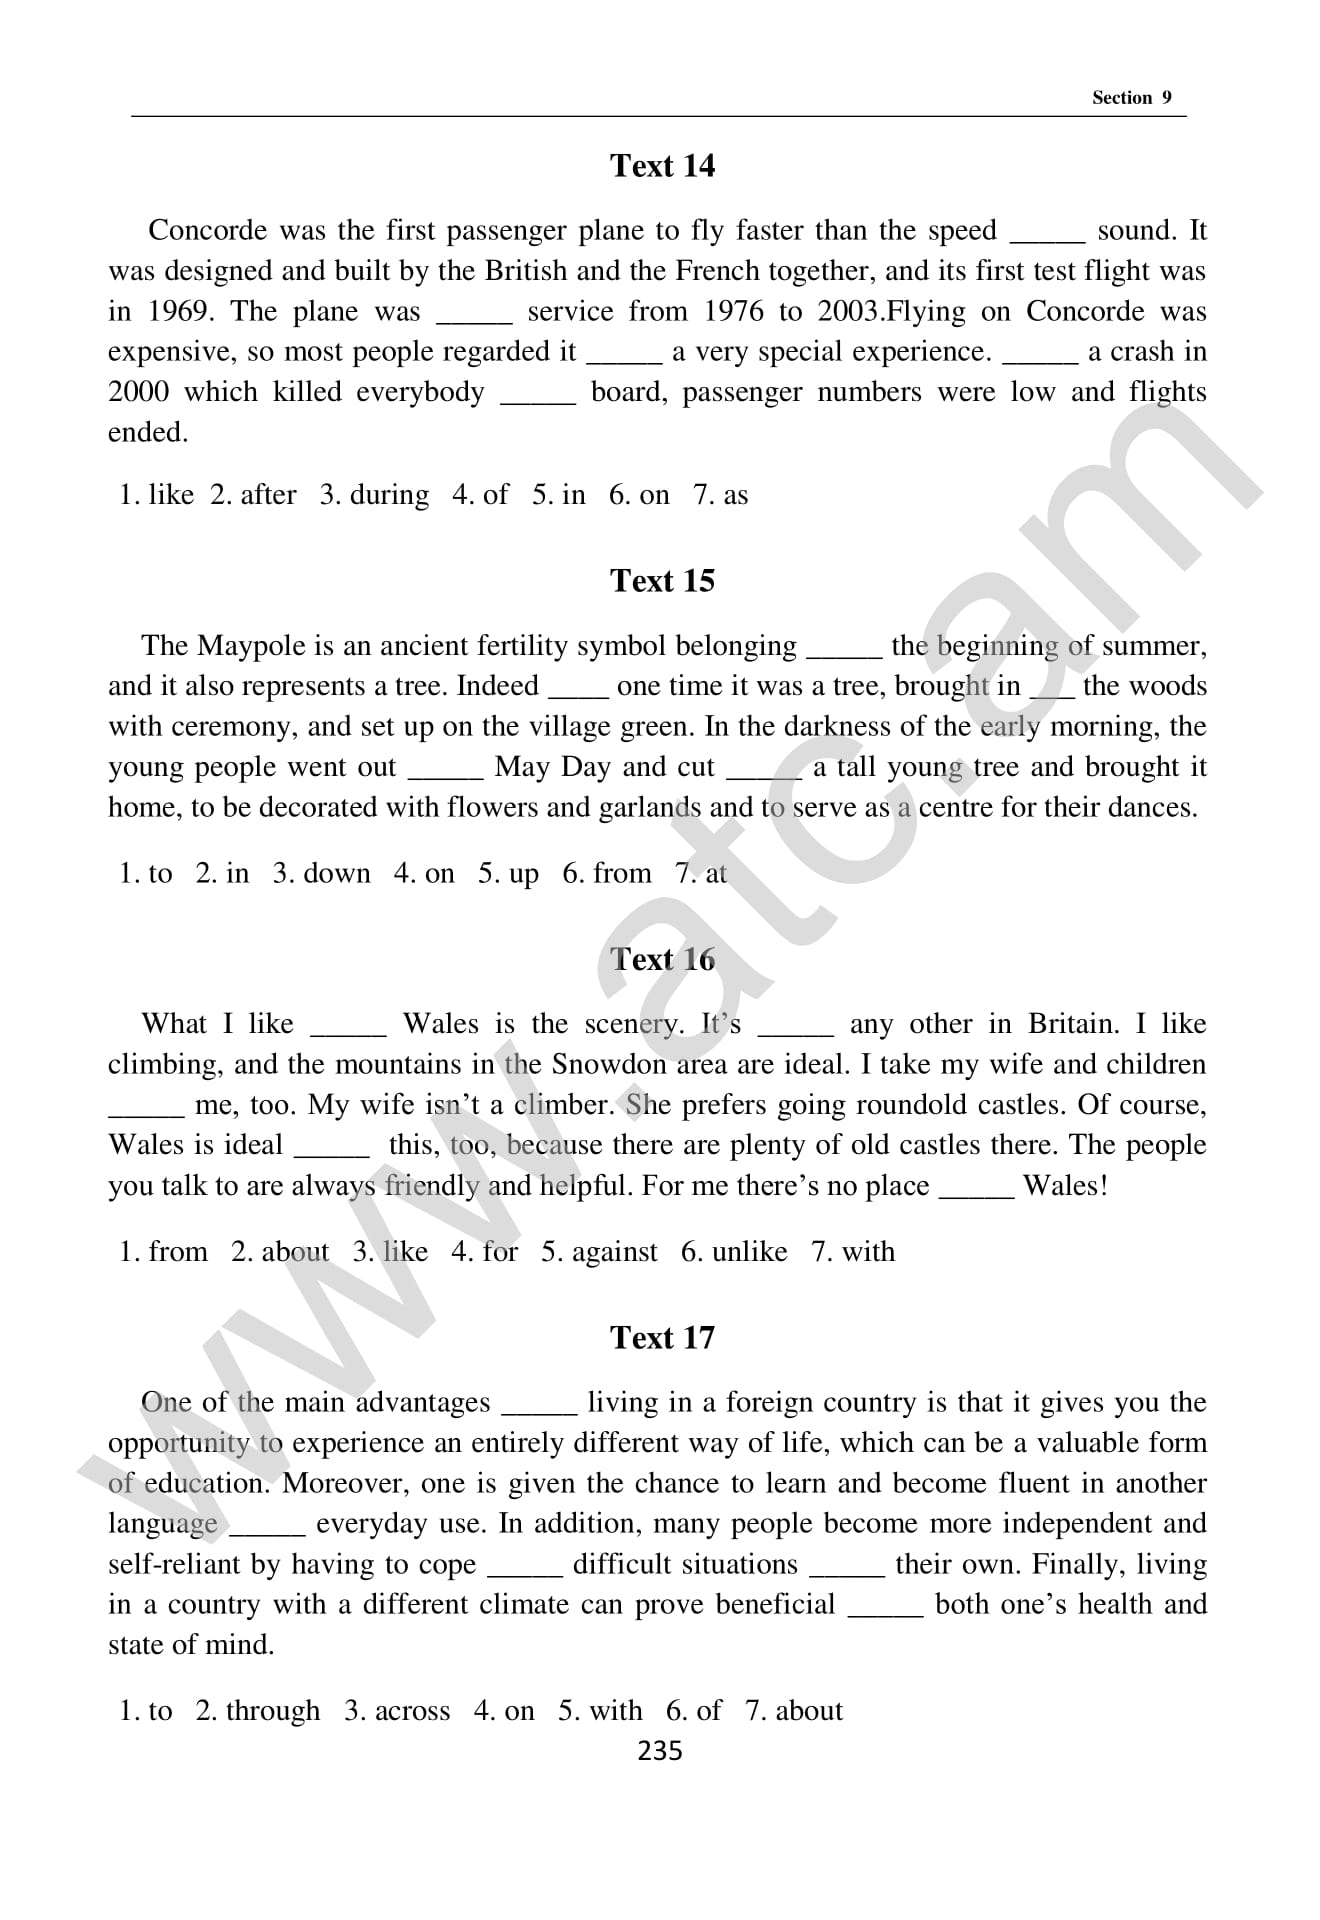 Section 9
Text 14
Concorde was the first passenger plane to fly faster than the speed _____ sound. It
was designed and built by the British and the French together, and its first test flight was
in 1969. The plane was _____ service from 1976 to 2003.Flying on Concorde was
expensive, so most people regarded it _____ a very special experience. _____ a crash in
2000 which killed everybody _____ board, passenger numbers were low and flights
ended.
1. like 2. after 3. during 4. of 5. in 6. on 7. as
Text 15
The Maypole is an ancient fertility symbol belonging _____ the beginning of summer,
and it also represents a tree. Indeed ____ one time it was a tree, brought in ___ the woods
with ceremony, and set up on the village green. In the darkness of the early morning, the
young people went out _____ May Day and cut _____ a tall young tree and brought it
home, to be decorated with flowers and garlands and to serve as a centre for their dances.
1. to 2. in 3. down 4. on 5. up 6. from 7. at
Text 16
What I like _____ Wales is the scenery. It’s _____ any other in Britain. I like
climbing, and the mountains in the Snowdon area are ideal. I take my wife and children
_____ me, too. My wife isn’t a climber. She prefers going roundold castles. Of course,
Wales is ideal _____ this, too, because there are plenty of old castles there. The people
you talk to are always friendly and helpful. For me there’s no place _____ Wales!
1. from 2. about 3. like 4. for 5. against 6. unlike 7. with
Text 17
One of the main advantages _____ living in a foreign country is that it gives you the
opportunity to experience an entirely different way of life, which can be a valuable form
of education. Moreover, one is given the chance to learn and become fluent in another
language _____ everyday use. In addition, many people become more independent and
self-reliant by having to cope _____ difficult situations _____ their own. Finally, living
in a country with a different climate can prove beneficial _____ both one’s health and
state of mind.
1. to 2. through 3. across 4. on 5. with 6. of 7. about
235
www.atc.am